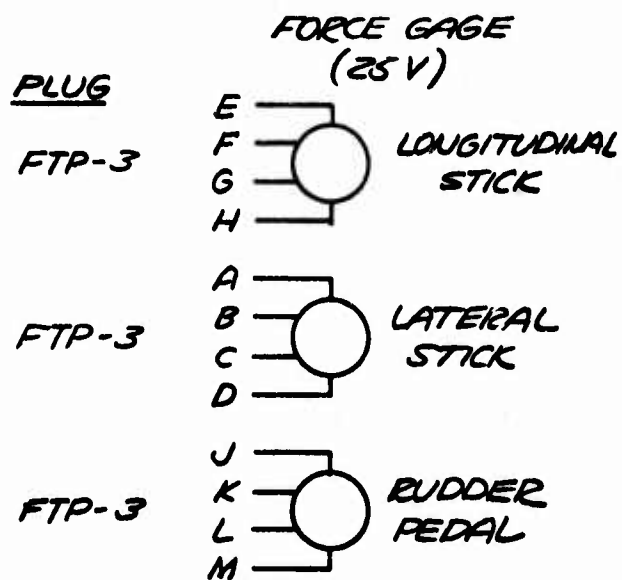 FORCE GAGE
(25 V)
PLUG
E
FTP-3
F
G
H
LONGITUDINAL
STICK
A
FTP-3
B
C
D
LATERAL
STICK
J
FTP-3
K
L
M
RUDDER
PEDAL